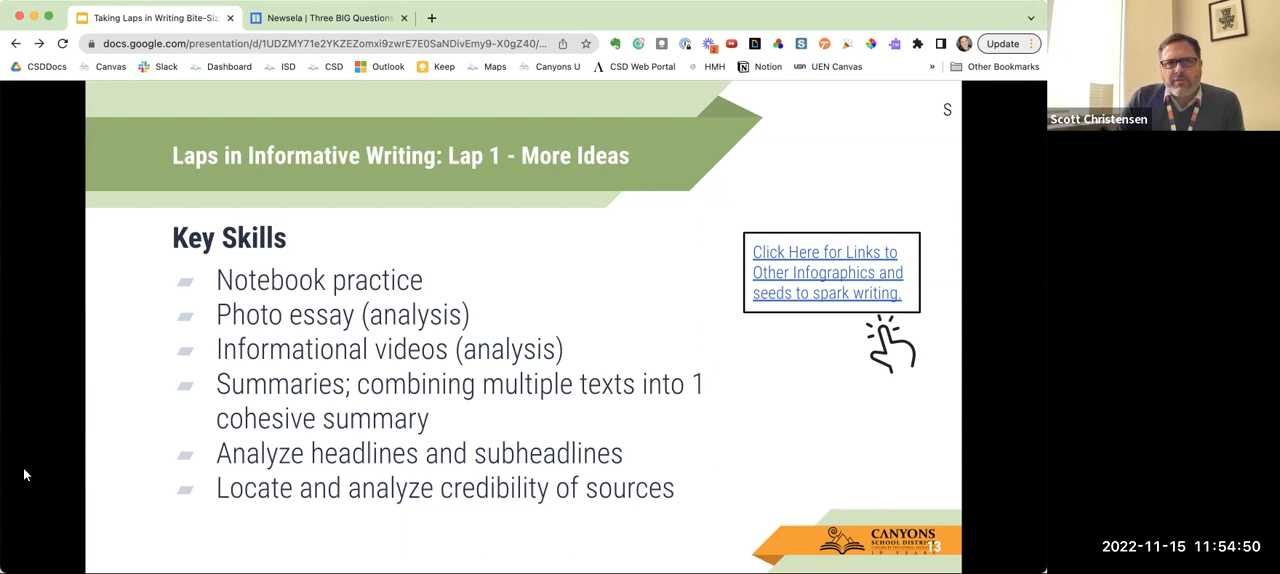 Taking Laps in Writing Bite-Siz
Newsela | Three BIG Questions
docs.google.com/presentation/d/1UDZMY71e2YKZEZomxi9zwrE7E0SaNDivEmy9-X0gZ40/...
Update
CSDDocs
Canvas
Slack
Dashboard
ISD
CSD
Outlook
Keep
Maps
Canyons U
CSD Web Portal
HMH
Notion
UEN Canvas
»
Other Bookmarks
Scott Christensen
S
Laps in Informative Writing: Lap 1 - More Ideas
Key Skills
Notebook practice
Photo essay (analysis)
Informational videos (analysis)
Summaries; combining multiple texts into 1
cohesive summary
Analyze headlines and subheadlines
Locate and analyze credibility of sources
Click Here for Links to
Other Infographics and
seeds to spark writing.
CANYONS
SCHOOL DISTRICT
13
2022-11-15 11:54:50